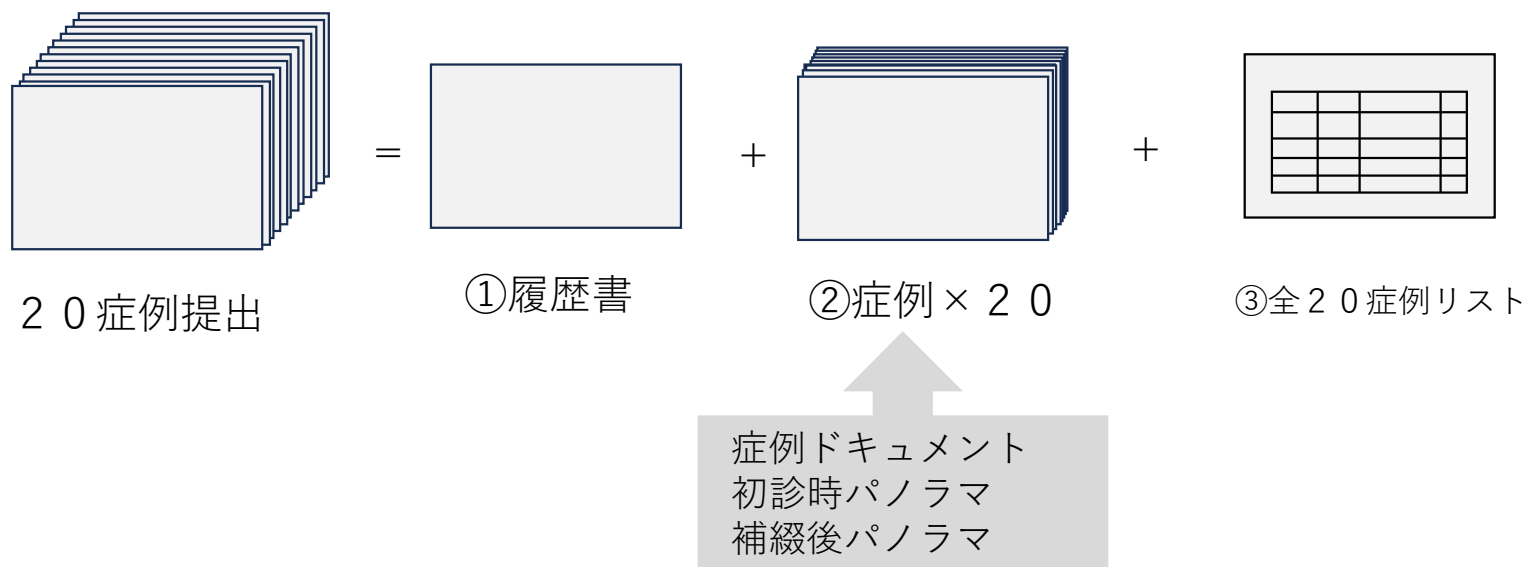 = + +
２０症例提出
①履歴書
②症例×２０
③全２０症例リスト
症例ドキュメント
初診時パノラマ
補綴後パノラマ